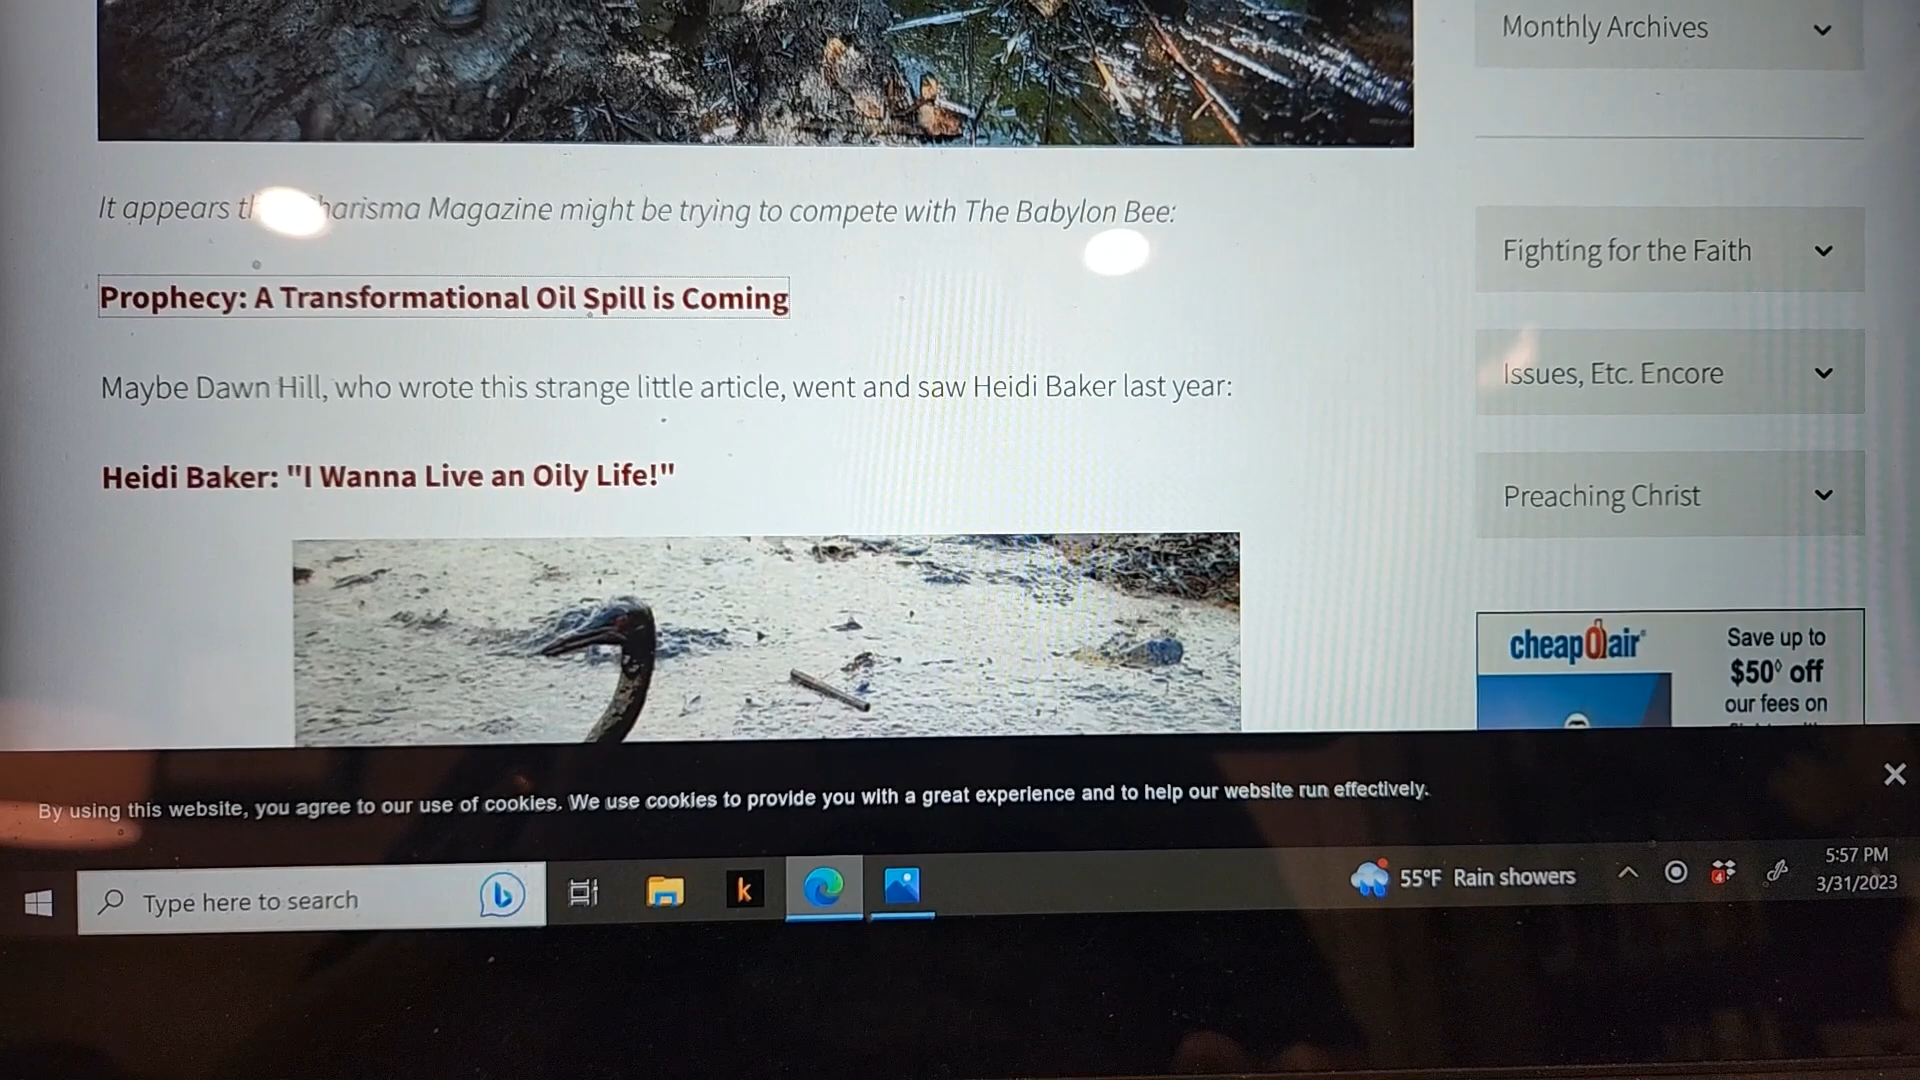 Monthly Archives
It appears harisma Magazine might be trying to compete with The Babylon Bee:
Prophecy: A Transformational Oil Spill is Coming
Maybe Dawn Hill, who wrote this strange little article, went and saw Heidi Baker last year:
Heidi Baker: "I Wanna Live an Oily Life!"
Fighting for the Faith
Issues, Etc. Encore
Preaching Christ
cheapOair
Save up to
$50◊ off
our fees on
By using this website, you agree to our use of cookies. We use cookies to provide you with a great experience and to help our website run effectively.
Type here to search
k
55°F Rain showers
4
5:57 PM
3/31/2023